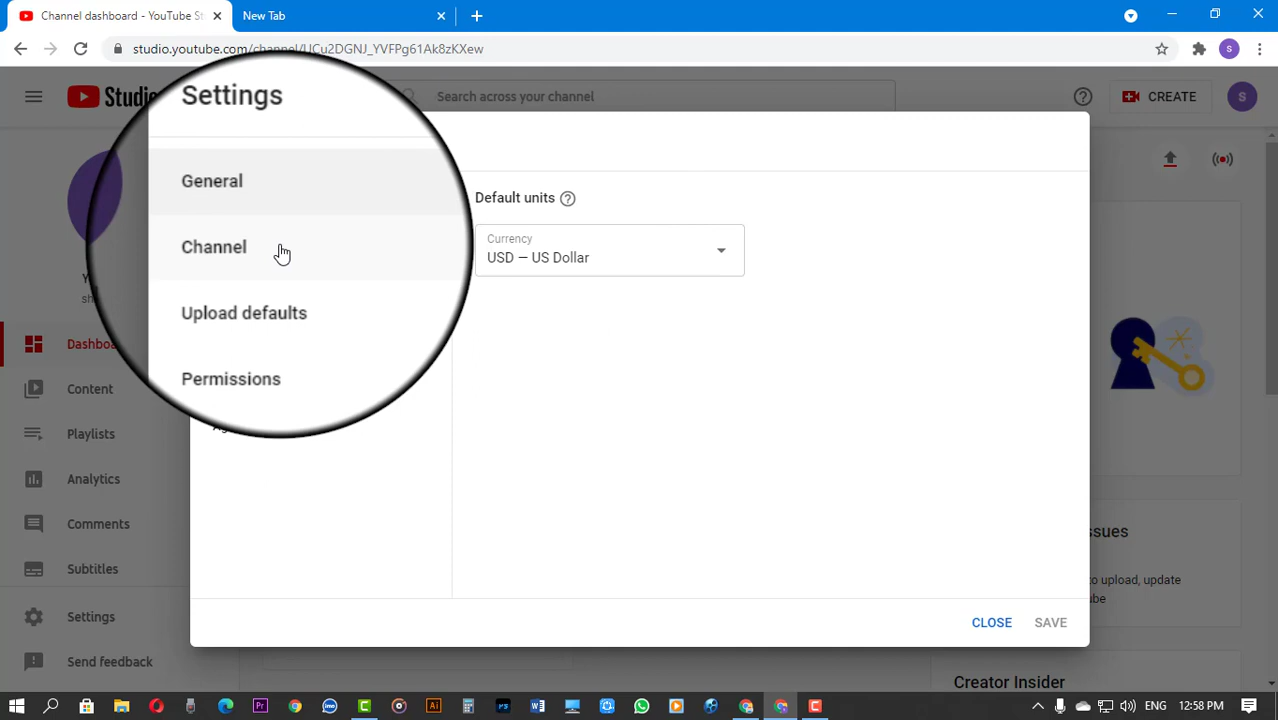 Channel dashboard - YouTube St
New Tab
studio.youtube.com/channel/UCu2DGNJ_YVFPg61Ak8zKXew
S
Studio
Search across your channel
CREATE
S
Settings
General
Channel
Upload defaults
Permissions
Default units
Currency
USD — US Dollar
Dashboa
Content
Playlists
Analytics
Comments
Subtitles
Settings
Send feedback
CLOSE
SAVE
ssues
to upload, update
ube
Creator Insider
ENG
12:58 PM